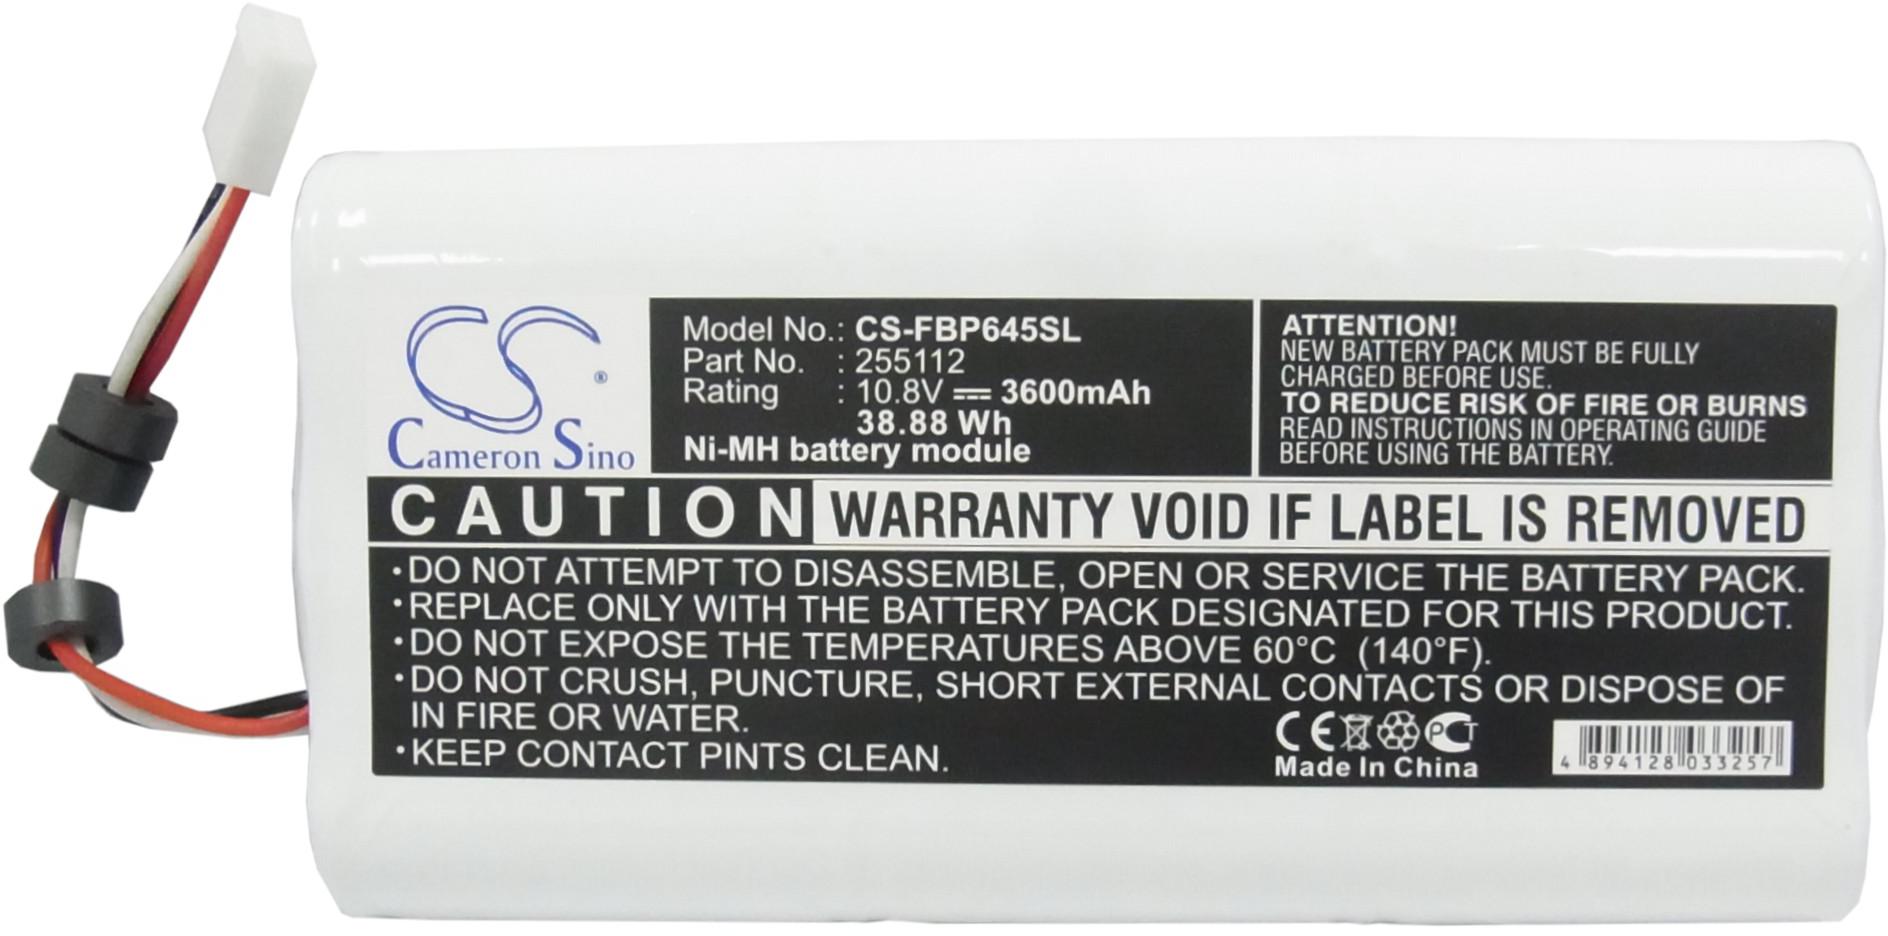 CS
®
Cameron Sino
Model No.: CS-FBP645SL
Part No. : 255112
Rating : 10.8V 3600mAh
38.88 Wh
Ni-MH battery module
ATTENTION!
NEW BATTERY PACK MUST BE FULLY
CHARGED BEFORE USE.
TO REDUCE RISK OF FIRE OR BURNS
READ INSTRUCTIONS IN OPERATING GUIDE
BEFORE USING THE BATTERY.
CAUTION WARRANTY VOID IF LABEL IS REMOVED
•DO NOT ATTEMPT TO DISASSEMBLE, OPEN OR SERVICE THE BATTERY PACK.
•REPLACE ONLY WITH THE BATTERY PACK DESIGNATED FOR THIS PRODUCT.
•DO NOT EXPOSE THE TEMPERATURES ABOVE 60°C (140°F).
•DO NOT CRUSH, PUNCTURE, SHORT EXTERNAL CONTACTS OR DISPOSE OF
IN FIRE OR WATER.
•KEEP CONTACT PINTS CLEAN.
CE PCT
Made In China
4 894128 033257